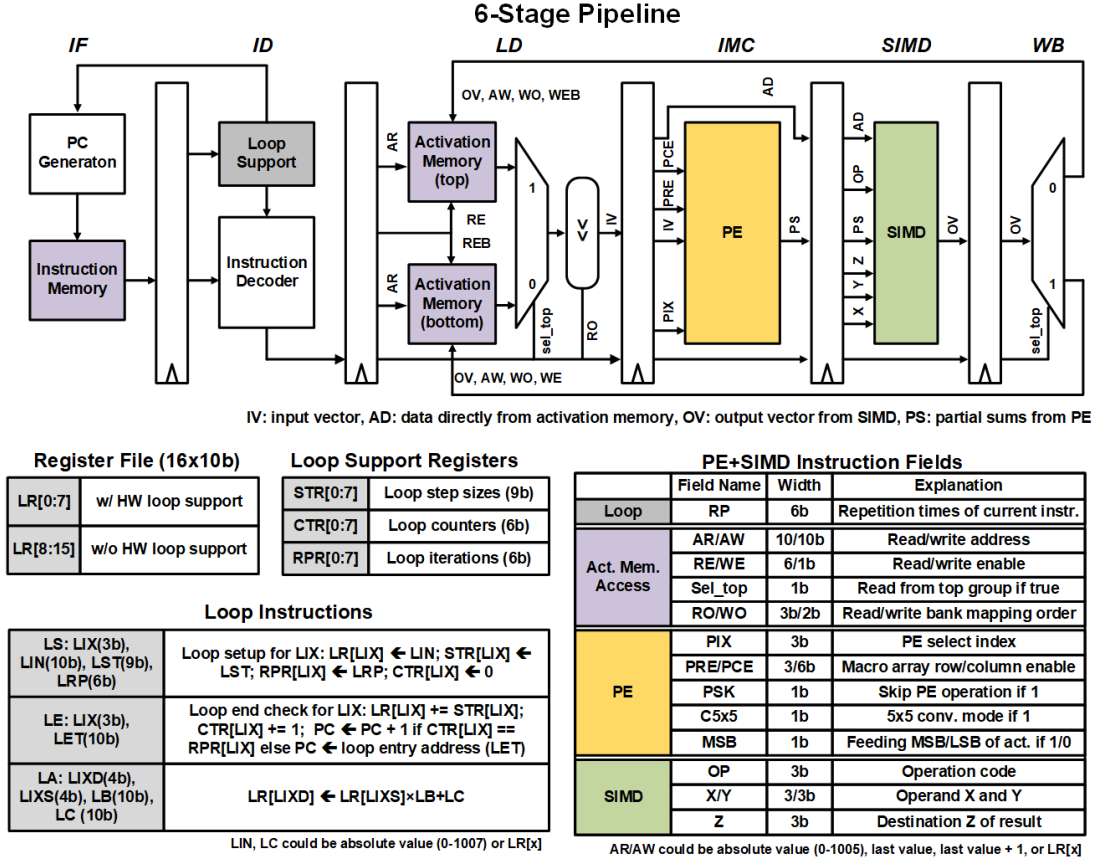 6-Stage Pipeline
IF
ID
LD
IMC
SIMD
WB
PC
Generaton
Instruction
Memory
Loop
Support
Instruction
Decoder
OV, AW, WO, WEB
AR
Activation
Memory
(top)
RE
REB
AR
Activation
Memory
(bottom)
OV, AW, WO, WE
1
0
sel_top
<<
RO
IV
AD
PCE
PRE
IV
PIX
PE
PS
AD
OP
PS
Z
Y
X
SIMD
OV
OV
0
1
sel_top
IV: input vector, AD: data directly from activation memory, OV: output vector from SIMD, PS: partial sums from PE
Register File (16x10b)
LR[0:7] w/ HW loop support
LR[8:15] w/o HW loop support
Loop Support Registers
STR[0:7] Loop step sizes (9b)
CTR[0:7] Loop counters (6b)
RPR[0:7] Loop iterations (6b)
Loop Instructions
LS: LIX(3b),
LIN(10b), LST(9b),
LRP(6b)
Loop setup for LIX: LR[LIX] ← LIN; STR[LIX] ←
LST; RPR[LIX] ← LRP; CTR[LIX] ← 0
LE: LIX(3b),
LET(10b)
Loop end check for LIX: LR[LIX] += STR[LIX];
CTR[LIX] += 1; PC ← PC + 1 if CTR[LIX] ==
RPR[LIX] else PC ← loop entry address (LET)
LA: LIXD(4b),
LIXS(4b), LB(10b),
LC (10b)
LR[LIXD] ← LR[LIXS]×LB+LC
LIN, LC could be absolute value (0-1007) or LR[x]
PE+SIMD Instruction Fields
Field Name Width Explanation
Loop RP 6b Repetition times of current instr.
Act. Mem.
Access
AR/AW 10/10b Read/write address
RE/WE 6/1b Read/write enable
Sel_top 1b Read from top group if true
RO/WO 3b/2b Read/write bank mapping order
PE
PIX 3b PE select index
PRE/PCE 3/6b Macro array row/column enable
PSK 1b Skip PE operation if 1
C5x5 1b 5x5 conv. mode if 1
MSB 1b Feeding MSB/LSB of act. if 1/0
SIMD
OP 3b Operation code
X/Y 3/3b Operand X and Y
Z 3b Destination Z of result
AR/AW could be absolute value (0-1005), last value, last value + 1, or LR[x]